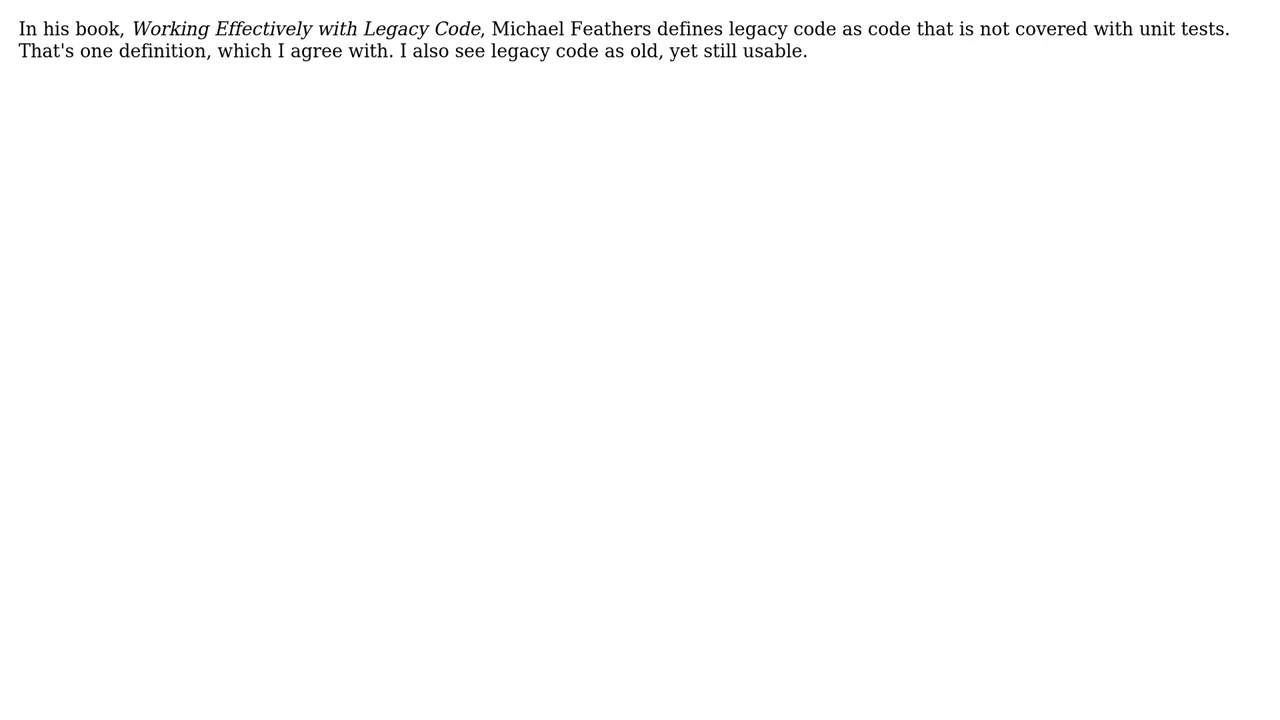 In his book, Working Effectively with Legacy Code, Michael Feathers defines legacy code as code that is not covered with unit tests.
That's one definition, which I agree with. I also see legacy code as old, yet still usable.